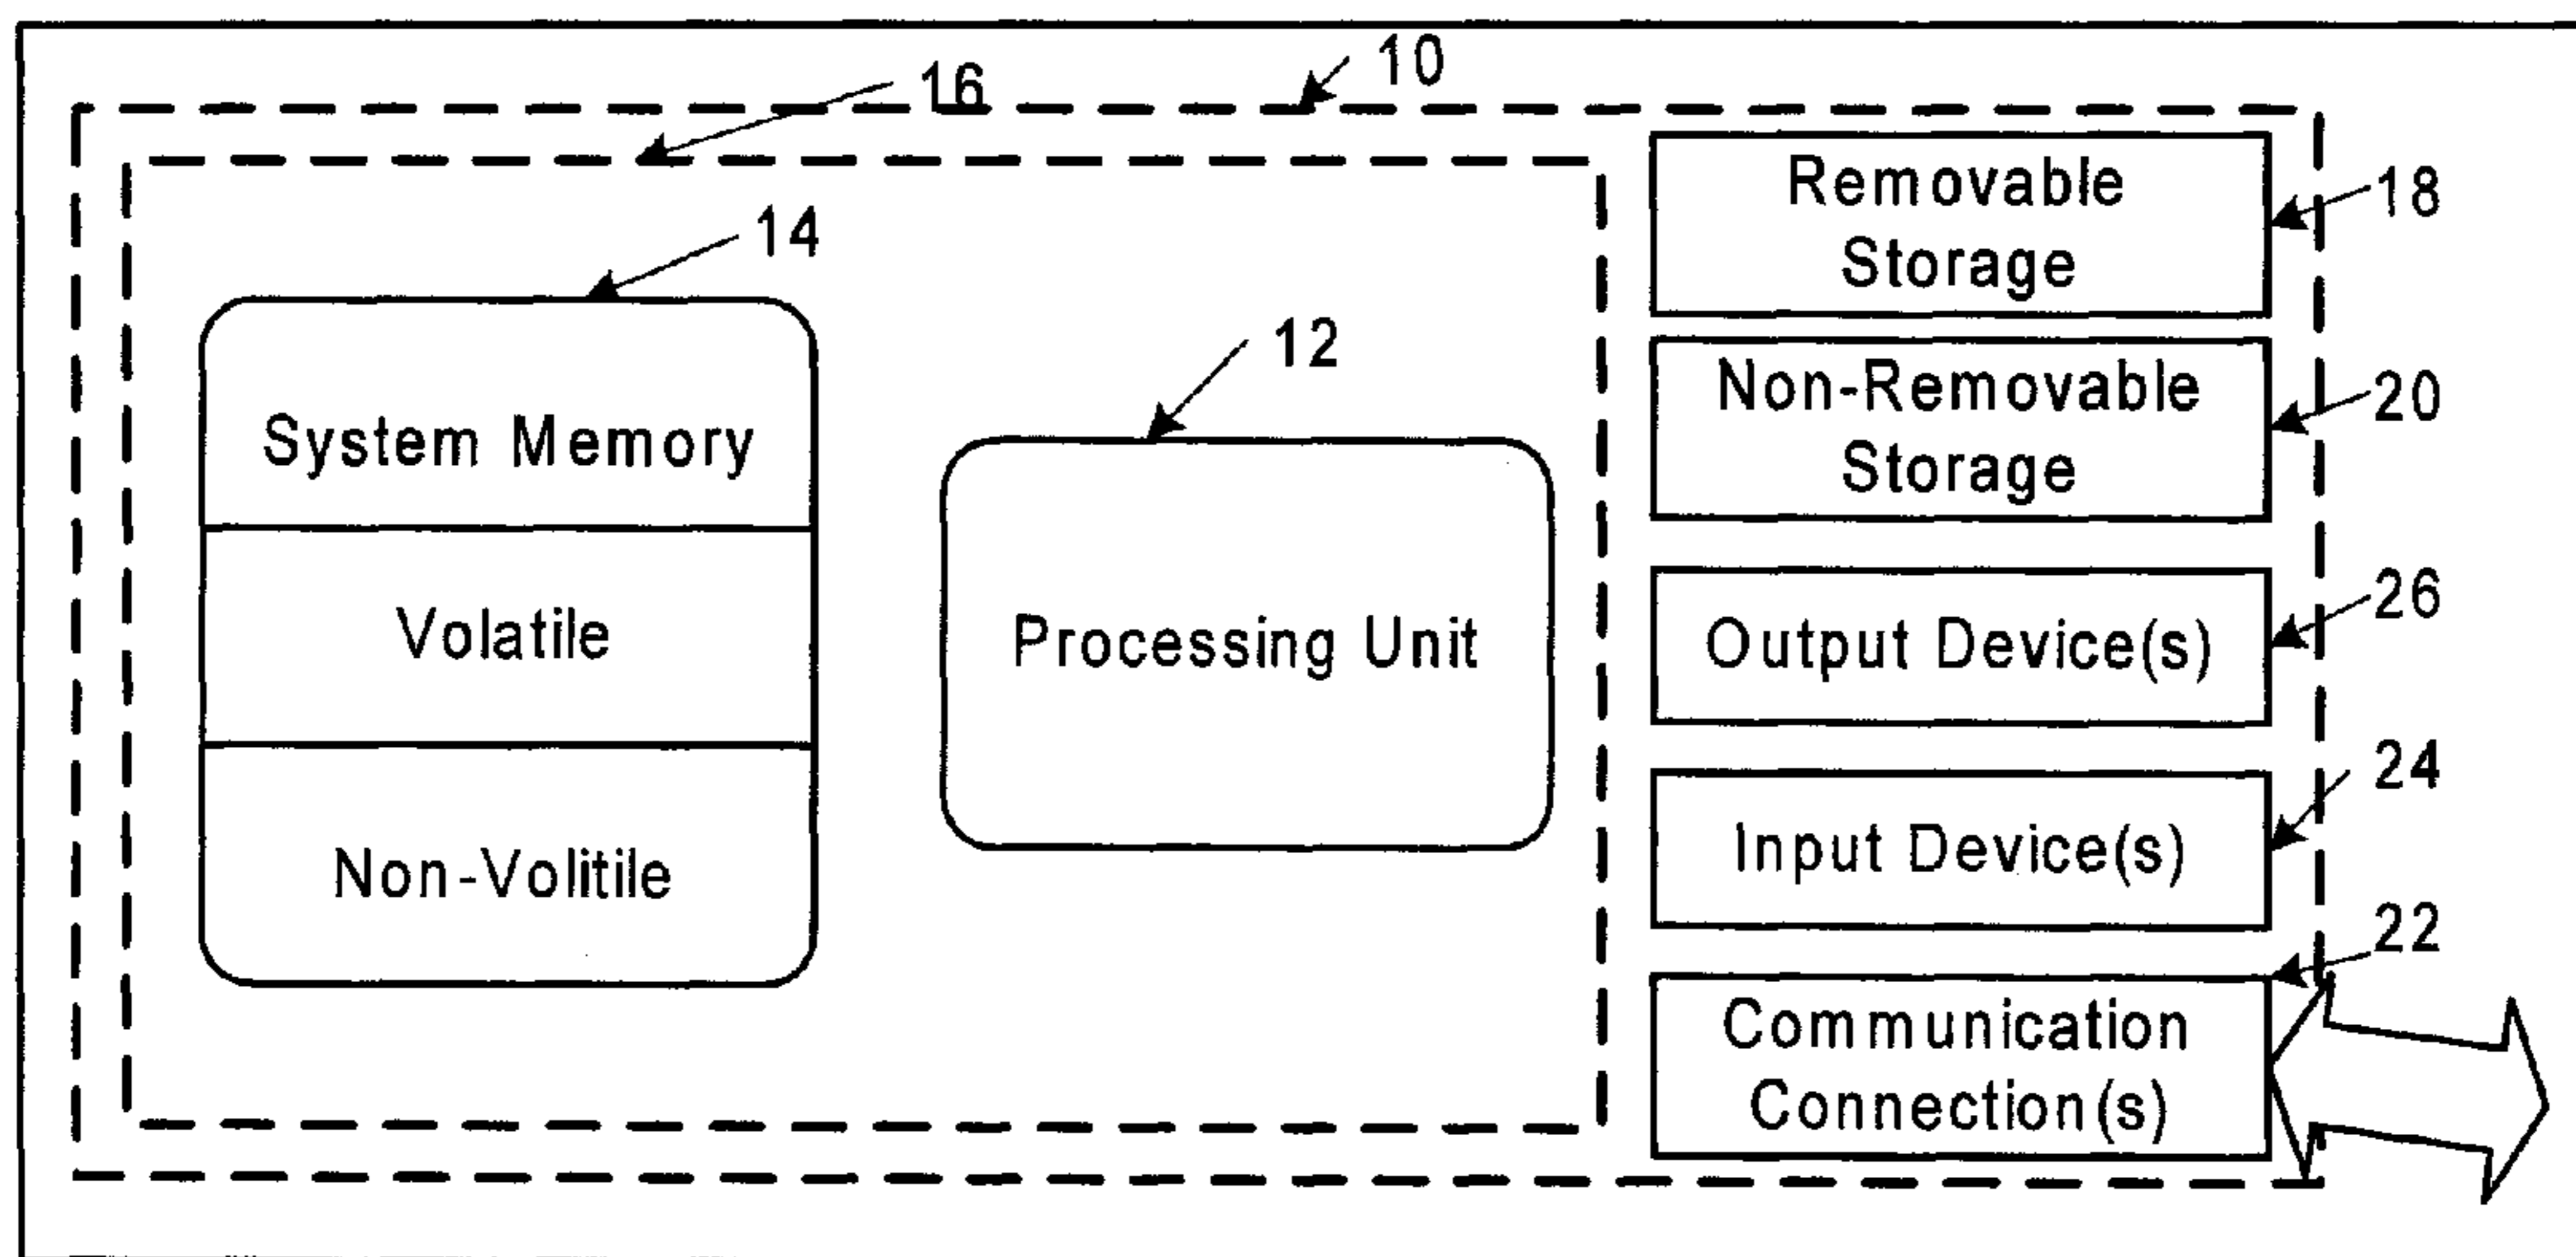 10
16
14
12
System Memory
Volatile
Non-Volitile
Processing Unit
Removable
Storage
18
Non-Removable
Storage
20
Output Device(s)
26
Input Device(s)
24
22
Communication
Connection(s)